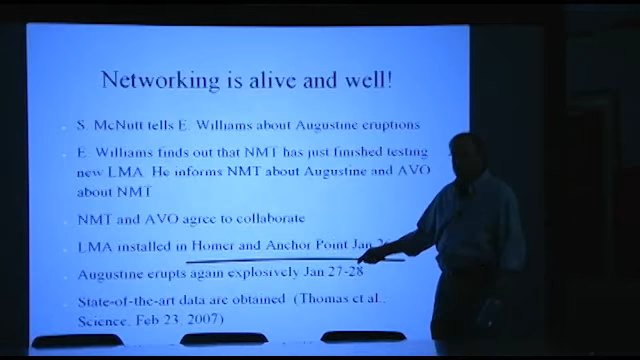 Networking is alive and well!
S. McNutt tells E. Williams about Augustine eruptions
E. Williams finds out that NMT has just finished testing
new LMA. He informs NMT about Augustine and AVO
about NMT
NMT and AVO agree to collaborate
LMA installed in Homer and Anchor Point Jan
Augustine erupts again explosively Jan 27-28
State-of-the-art data are obtained (Thomas et al.,
Science, Feb 23, 2007)